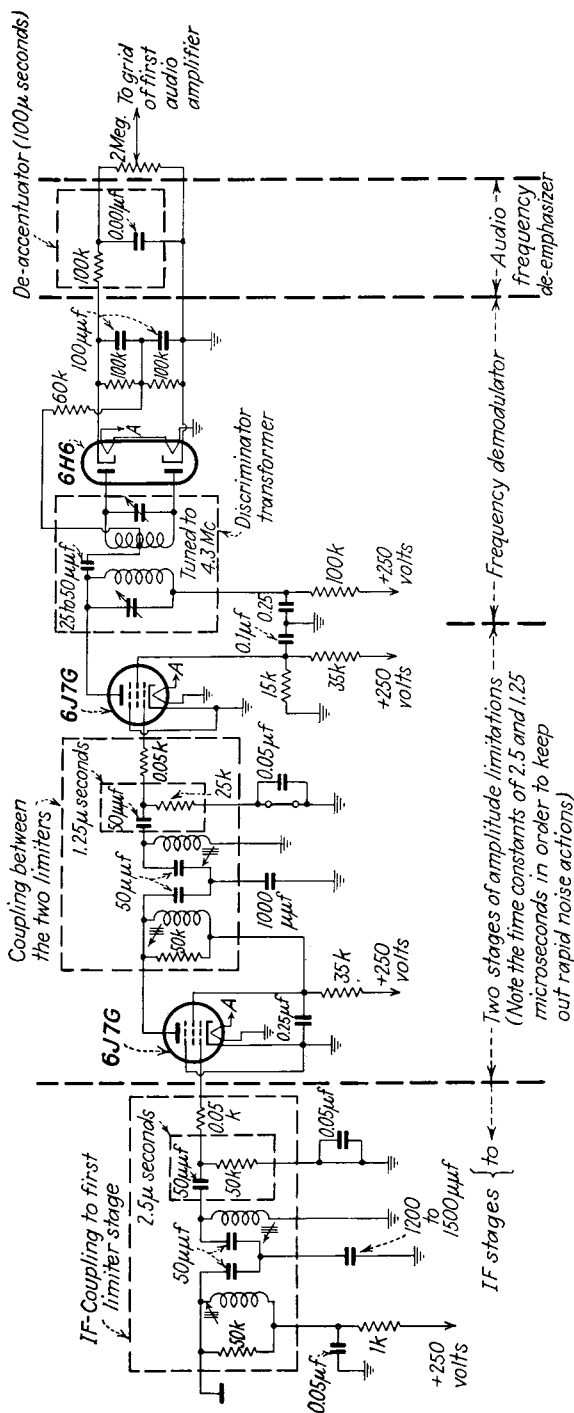 IF-Coupling to first
limiter stage
2.5μ seconds
50μμf
50μμf
50k
50k
0.05
k
0.05μf
1200
to
1500μμf
0.05μf
1k
+250
volts
6J7G
A
0.25μf
35k
+250
volts
Coupling between
the two limiters
1.25μ seconds
50μμf
50μμf
50k
25k
0.05k
0.05μf
1000
μμf
6J7G
A
15k
0.1μf
0.25
35k
+250
volts
100k
+250
volts
25 to 50μμf
Tuned to
4.3 Mc
Discriminator
transformer
6H6
A
60k
100μμf
100k
100k
De-accentuator (100μ seconds)
100k
0.00μf
2Meg.
To grid
of first
audio
amplifier
IF stages
to
Two stages of amplitude limitations
(Note the time constants of 2.5 and 1.25
microseconds in order to keep
out rapid noise actions)
Frequency demodulator
Audio
frequency
de-emphasizer